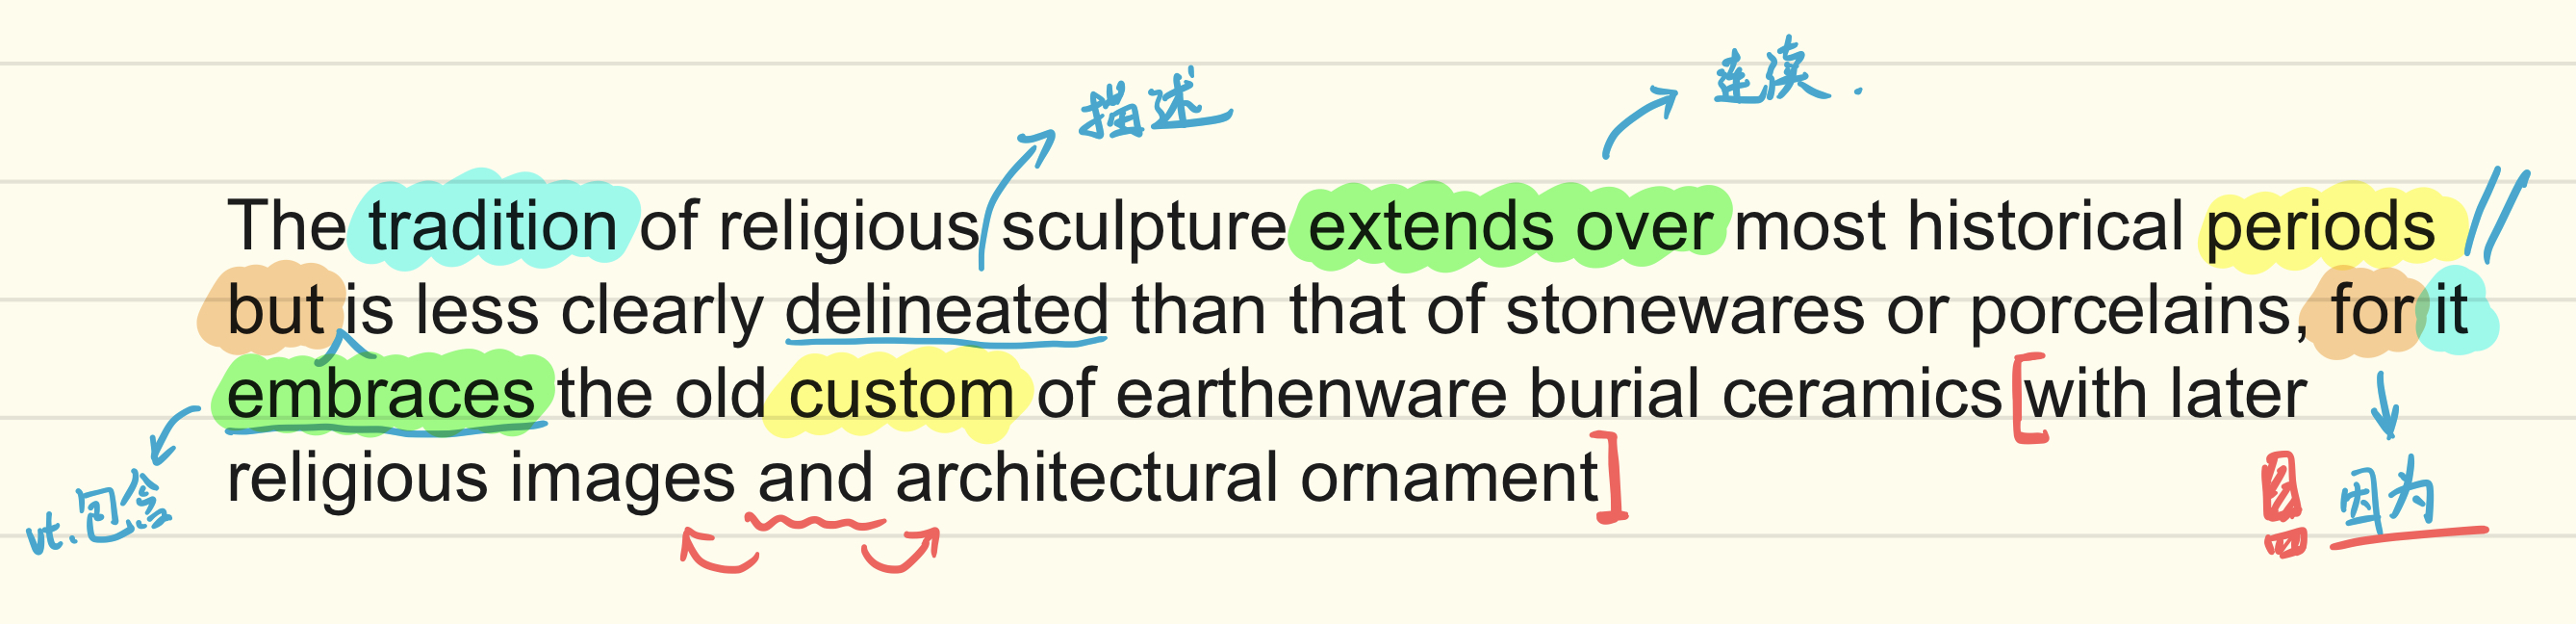 描述
连续.
The tradition of religious sculpture extends over most historical periods
but is less clearly delineated than that of stonewares or porcelains, for it
embraces the old custom of earthenware burial ceramics [with later
religious images and architectural ornament]
vt. 包含
因为